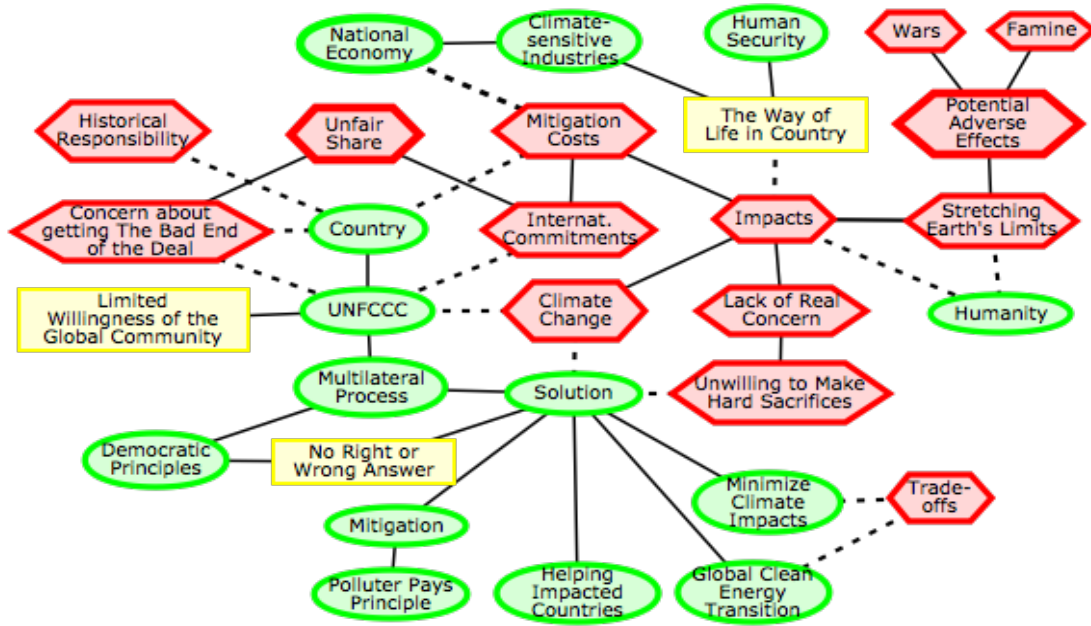 National
Economy
Climate-
sensitive
Industries
Human
Security
Wars
Famine
Historical
Responsibility
Unfair
Share
Mitigation
Costs
The Way of
Life in Country
Potential
Adverse
Effects
Concern about
getting The Bad End
of the Deal
Country
Internat.
Commitments
Impacts
Stretching
Earth's Limits
Limited
Willingness of the
Global Community
UNFCCC
Climate
Change
Lack of Real
Concern
Humanity
Multilateral
Process
Solution
Unwilling to Make
Hard Sacrifices
Democratic
Principles
No Right or
Wrong Answer
Minimize
Climate
Impacts
Trade-
offs
Mitigation
Polluter Pays
Principle
Helping
Impacted
Countries
Global Clean
Energy
Transition